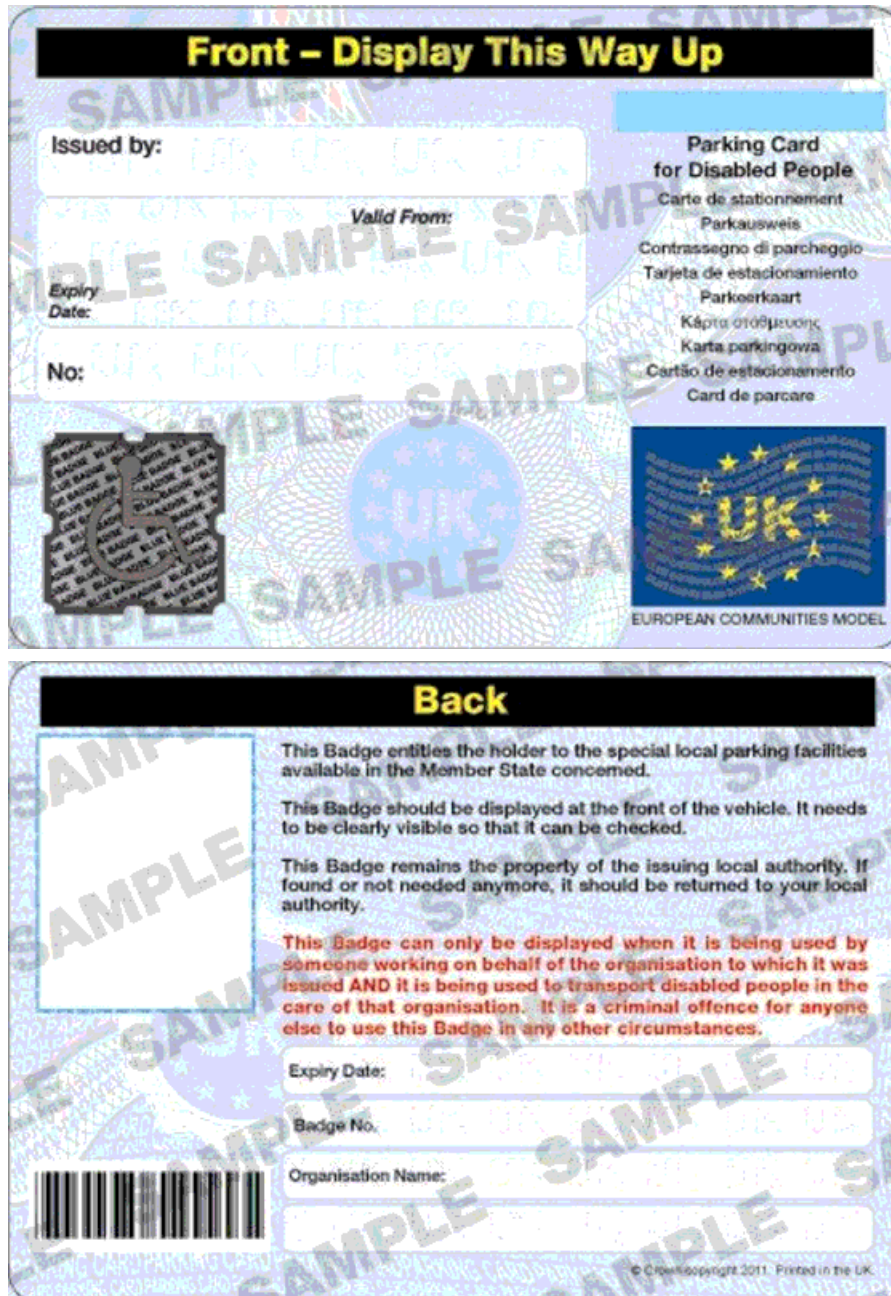 Front – Display This Way Up
Issued by:
Valid From:
Expiry
Date:
No:
Parking Card
for Disabled People
Carte de stationnement
Parkausweis
Contrassegno di parcheggio
Tarjeta de estacionamiento
Parkeerkaart
Κάρτα στάθμευσης
Karta parkingowa
Cartão de estacionamento
Card de parcare
BLUE BADGE
UK
UK
EUROPEAN COMMUNITIES MODEL
SAMPLE SAMPLE SAMPLE
Back
This Badge entitles the holder to the special local parking facilities
available in the Member State concerned.
This Badge should be displayed at the front of the vehicle. It needs
to be clearly visible so that it can be checked.
This Badge remains the property of the issuing local authority. If
found or not needed anymore, it should be returned to your local
authority.
This Badge can only be displayed when it is being used by
someone working on behalf of the organisation to which it was
issued AND it is being used to transport disabled people in the
care of that organisation. It is a criminal offence for anyone
else to use this Badge in any other circumstances.
Expiry Date:
Badge No.
Organisation Name:
© Crown copyright 2011. Printed in the UK.
SAMPLE SAMPLE SAMPLE